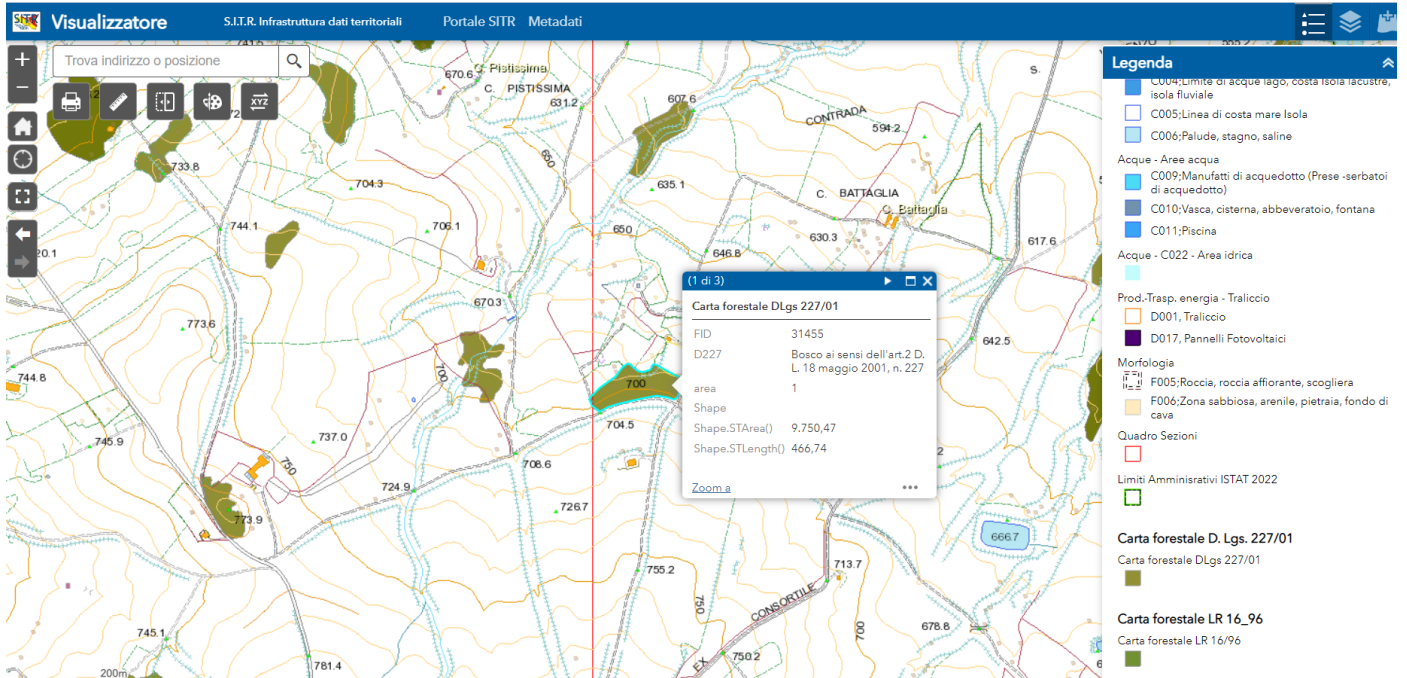 SITR
Visualizzatore
S.I.T.R. Infrastruttura dati territoriali
Portale SITR
Metadati
Trova indirizzo o posizione
XYZ
670.6
C. Pistissima
C. PISTISSIMA
631.2
607.6
CONTRADA
594.2
S.
733.8
704.3
650
635.1
C. BATTAGLIA
C. Battaglia
744.1
706.1
650
630.3
617.6
20.1
646.8
670.3
773.6
642.5
700
700
744.8
704.5
745.9
737.0
750
708.6
724.9
726.7
773.9
666.7
755.2
713.7
750
CONSORTILE
745.1
700
678.8
781.4
EX
750.2
200m
(1 di 3)
Carta forestale DLgs 227/01
FID 31455
D227 Bosco ai sensi dell'art.2 D.
L. 18 maggio 2001, n. 227
area 1
Shape
Shape.STArea() 9.750,47
Shape.STLength() 466,74
Zoom a
Legenda
C004;Limite di acque lago, costa Isola lacustre,
isola fluviale
C005;Linea di costa mare Isola
C006;Palude, stagno, saline
Acque - Aree acqua
C009;Manufatti di acquedotto (Prese -serbatoi
di acquedotto)
C010;Vasca, cisterna, abbeveratoio, fontana
C011;Piscina
Acque - C022 - Area idrica
Prod.-Trasp. energia - Traliccio
D001, Traliccio
D017, Pannelli Fotovoltaici
Morfologia
F005;Roccia, roccia affiorante, scogliera
F006;Zona sabbiosa, arenile, pietraia, fondo di
cava
Quadro Sezioni
Limiti Amminisrativi ISTAT 2022
Carta forestale D. Lgs. 227/01
Carta forestale DLgs 227/01
Carta forestale LR 16_96
Carta forestale LR 16/96